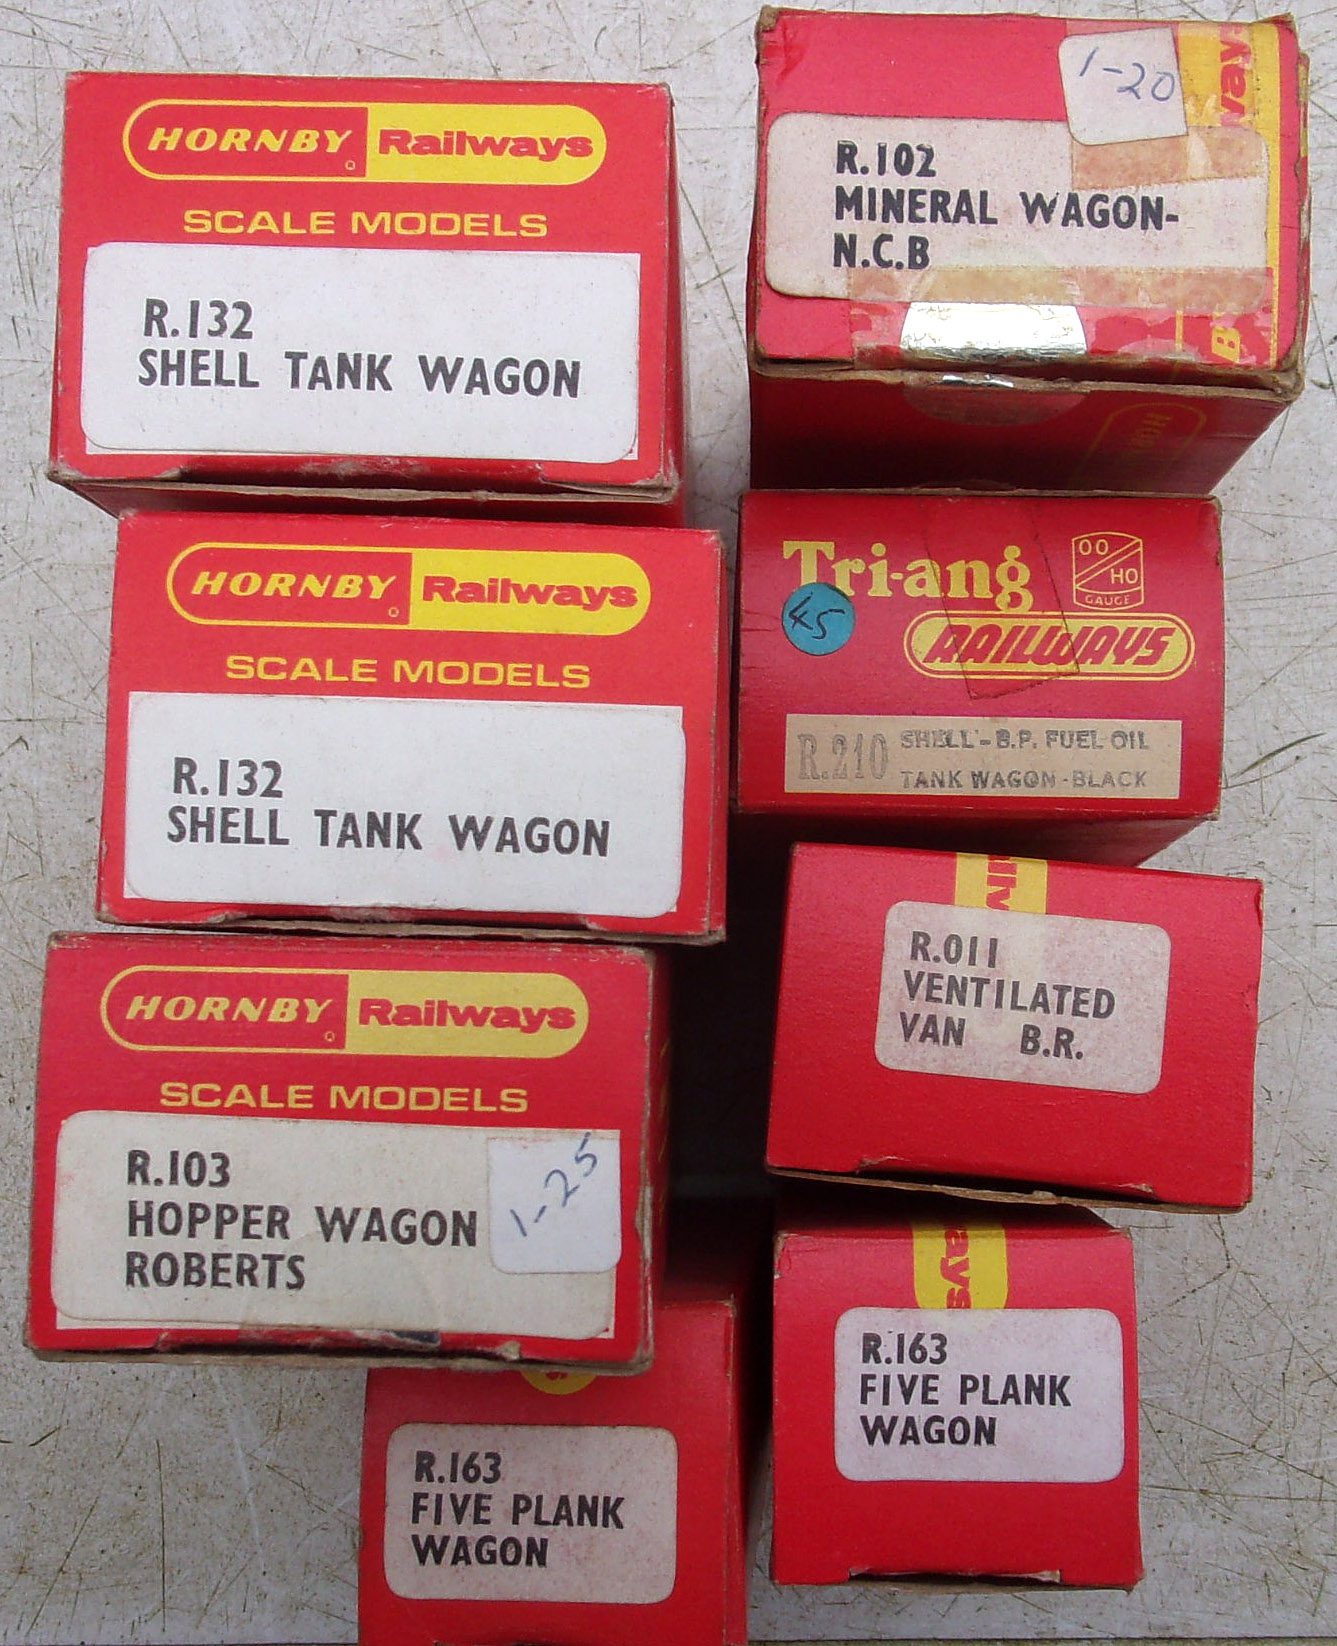 HORNBY Railways
SCALE MODELS
R.132
SHELL TANK WAGON
HORNBY Railways
SCALE MODELS
R.132
SHELL TANK WAGON
HORNBY Railways
SCALE MODELS
R.103
HOPPER WAGON
ROBERTS
1-25
R.163
FIVE PLANK
WAGON
1-20
R.102
MINERAL WAGON-
N.C.B
Tri-ang
OO
HO
GAUGE
RAILWAYS
45
R.210 SHELL-B.P. FUEL OIL
TANK WAGON-BLACK
R.011
VENTILATED
VAN B.R.
ays
R.163
FIVE PLANK
WAGON